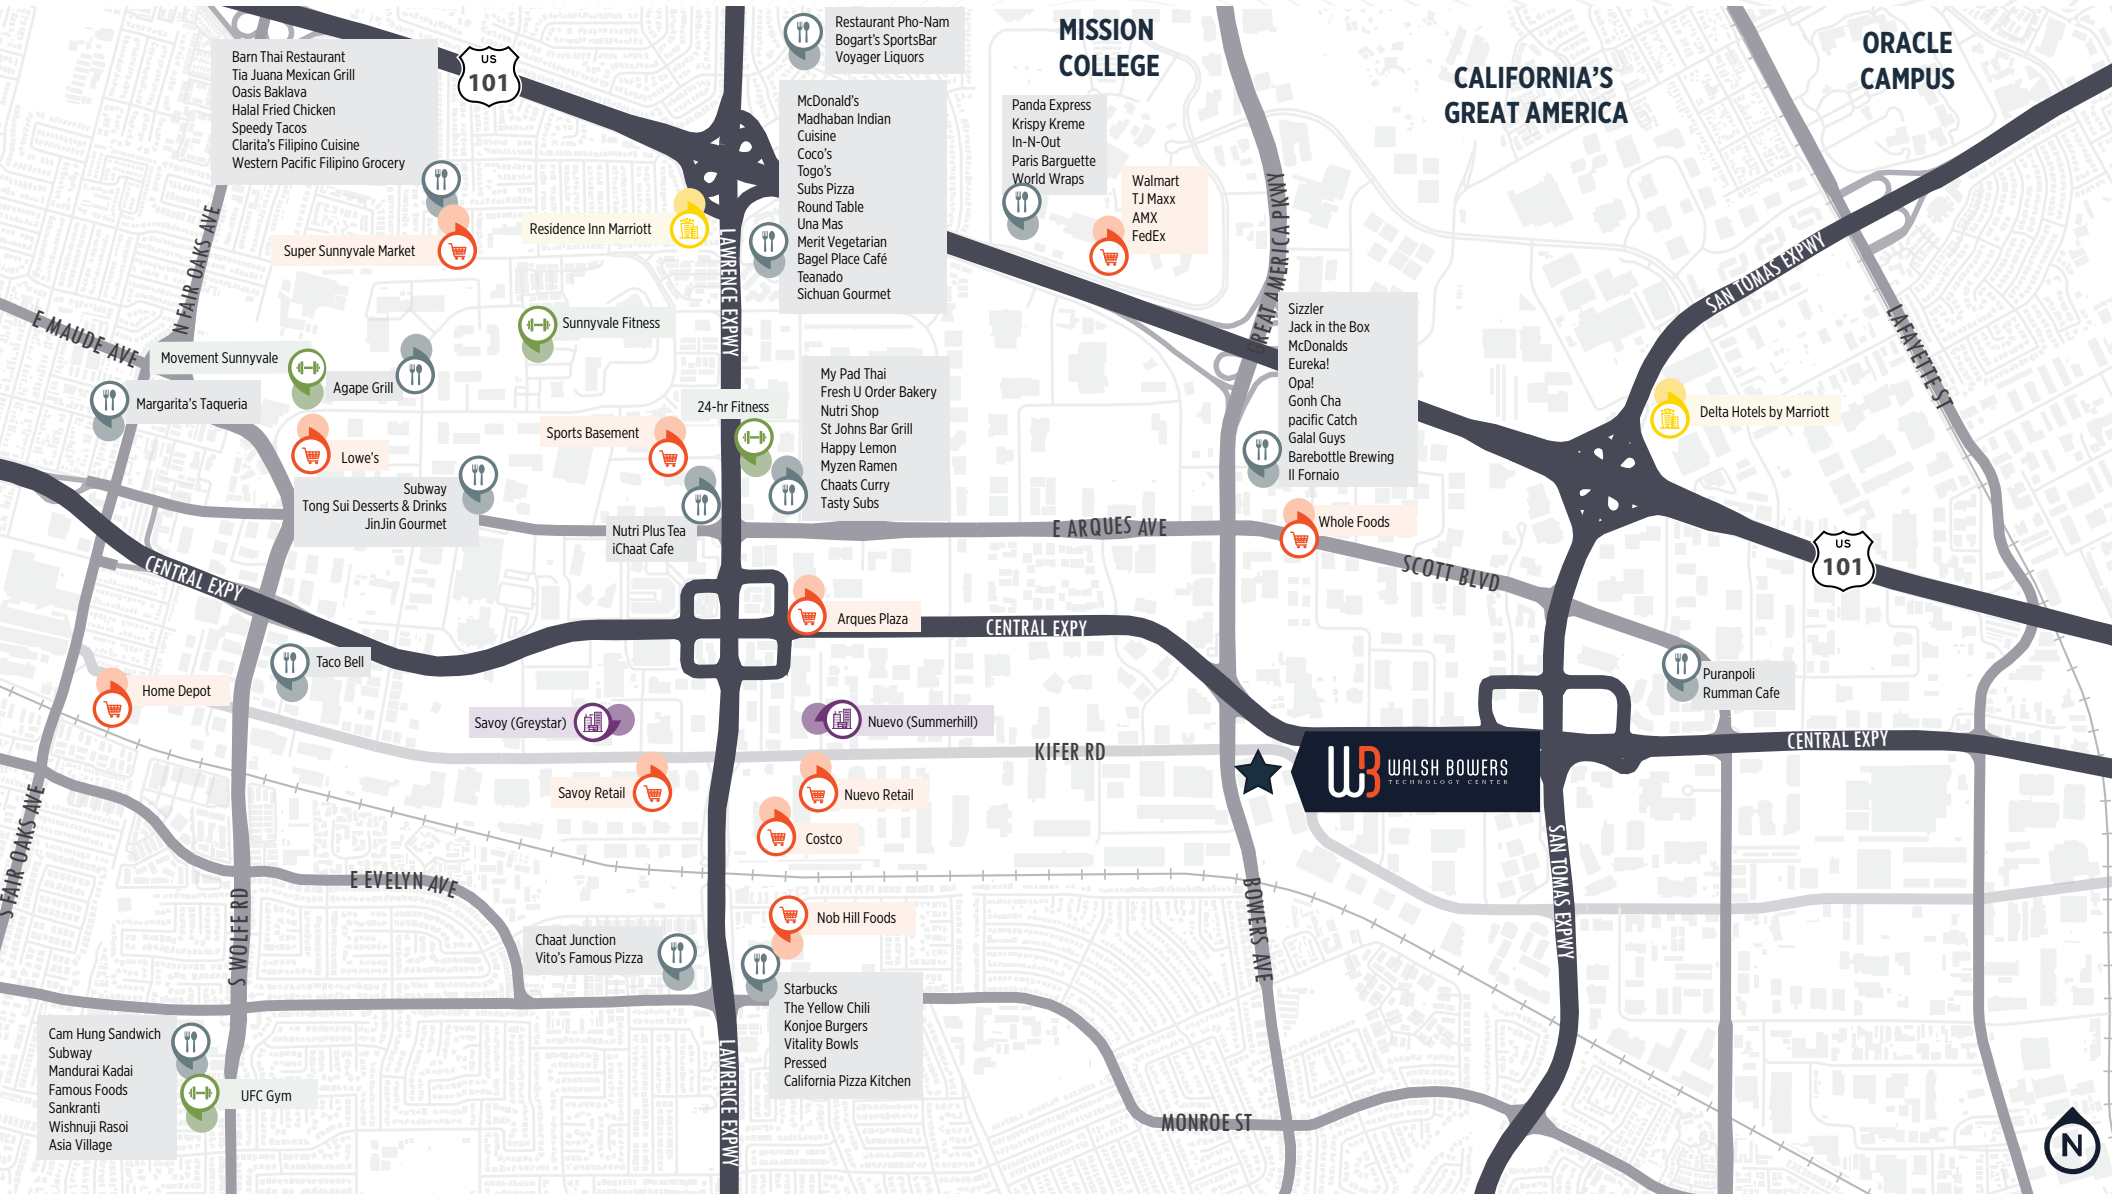 Restaurant Pho-Nam
Bogart's SportsBar
Voyager Liquors
MISSION
COLLEGE
CALIFORNIA'S
GREAT AMERICA
ORACLE
CAMPUS
Barn Thai Restaurant
Tia Juana Mexican Grill
Oasis Baklava
Halal Fried Chicken
Speedy Tacos
Clarita's Filipino Cuisine
Western Pacific Filipino Grocery
US
101
McDonald's
Madhaban Indian
Cuisine
Coco's
Togo's
Subs Pizza
Round Table
Una Mas
Merit Vegetarian
Bagel Place Café
Teanado
Sichuan Gourmet
Panda Express
Krispy Kreme
In-N-Out
Paris Barguette
World Wraps
Walmart
TJ Maxx
AMX
FedEx
Super Sunnyvale Market
Residence Inn Marriott
N FAIR OAKS AVE
LAWRENCE EXPWY
GREAT AMERICA PKWY
SAN TOMAS EXPWY
LAFAYETTE ST
E MAUDE AVE
Movement Sunnyvale
Sunnyvale Fitness
Agape Grill
Margarita's Taqueria
Lowe's
Sports Basement
24-hr Fitness
My Pad Thai
Fresh U Order Bakery
Nutri Shop
St Johns Bar Grill
Happy Lemon
Myzen Ramen
Chaats Curry
Tasty Subs
Sizzler
Jack in the Box
McDonalds
Eureka!
Opa!
Gonh Cha
pacific Catch
Galal Guys
Barebottle Brewing
Il Fornaio
Delta Hotels by Marriott
Subway
Tong Sui Desserts & Drinks
JinJin Gourmet
Nutri Plus Tea
iChaat Cafe
E ARQUES AVE
Whole Foods
SCOTT BLVD
US
101
CENTRAL EXPY
Arques Plaza
CENTRAL EXPY
Taco Bell
Home Depot
Puranpoli
Rumman Cafe
Savoy (Greystar)
Nuevo (Summerhill)
KIFER RD
CENTRAL EXPY
WB
WALSH BOWERS
TECHNOLOGY CENTER
Savoy Retail
Nuevo Retail
Costco
S FAIR OAKS AVE
E EVELYN AVE
S WOLFE RD
BOWERS AVE
SAN TOMAS EXPWY
Nob Hill Foods
Chaat Junction
Vito's Famous Pizza
Starbucks
The Yellow Chili
Konjoe Burgers
Vitality Bowls
Pressed
California Pizza Kitchen
Cam Hung Sandwich
Subway
Mandurai Kadai
Famous Foods
Sankranti
Wishnuji Rasoi
Asia Village
UFC Gym
LAWRENCE EXPWY
MONROE ST
N